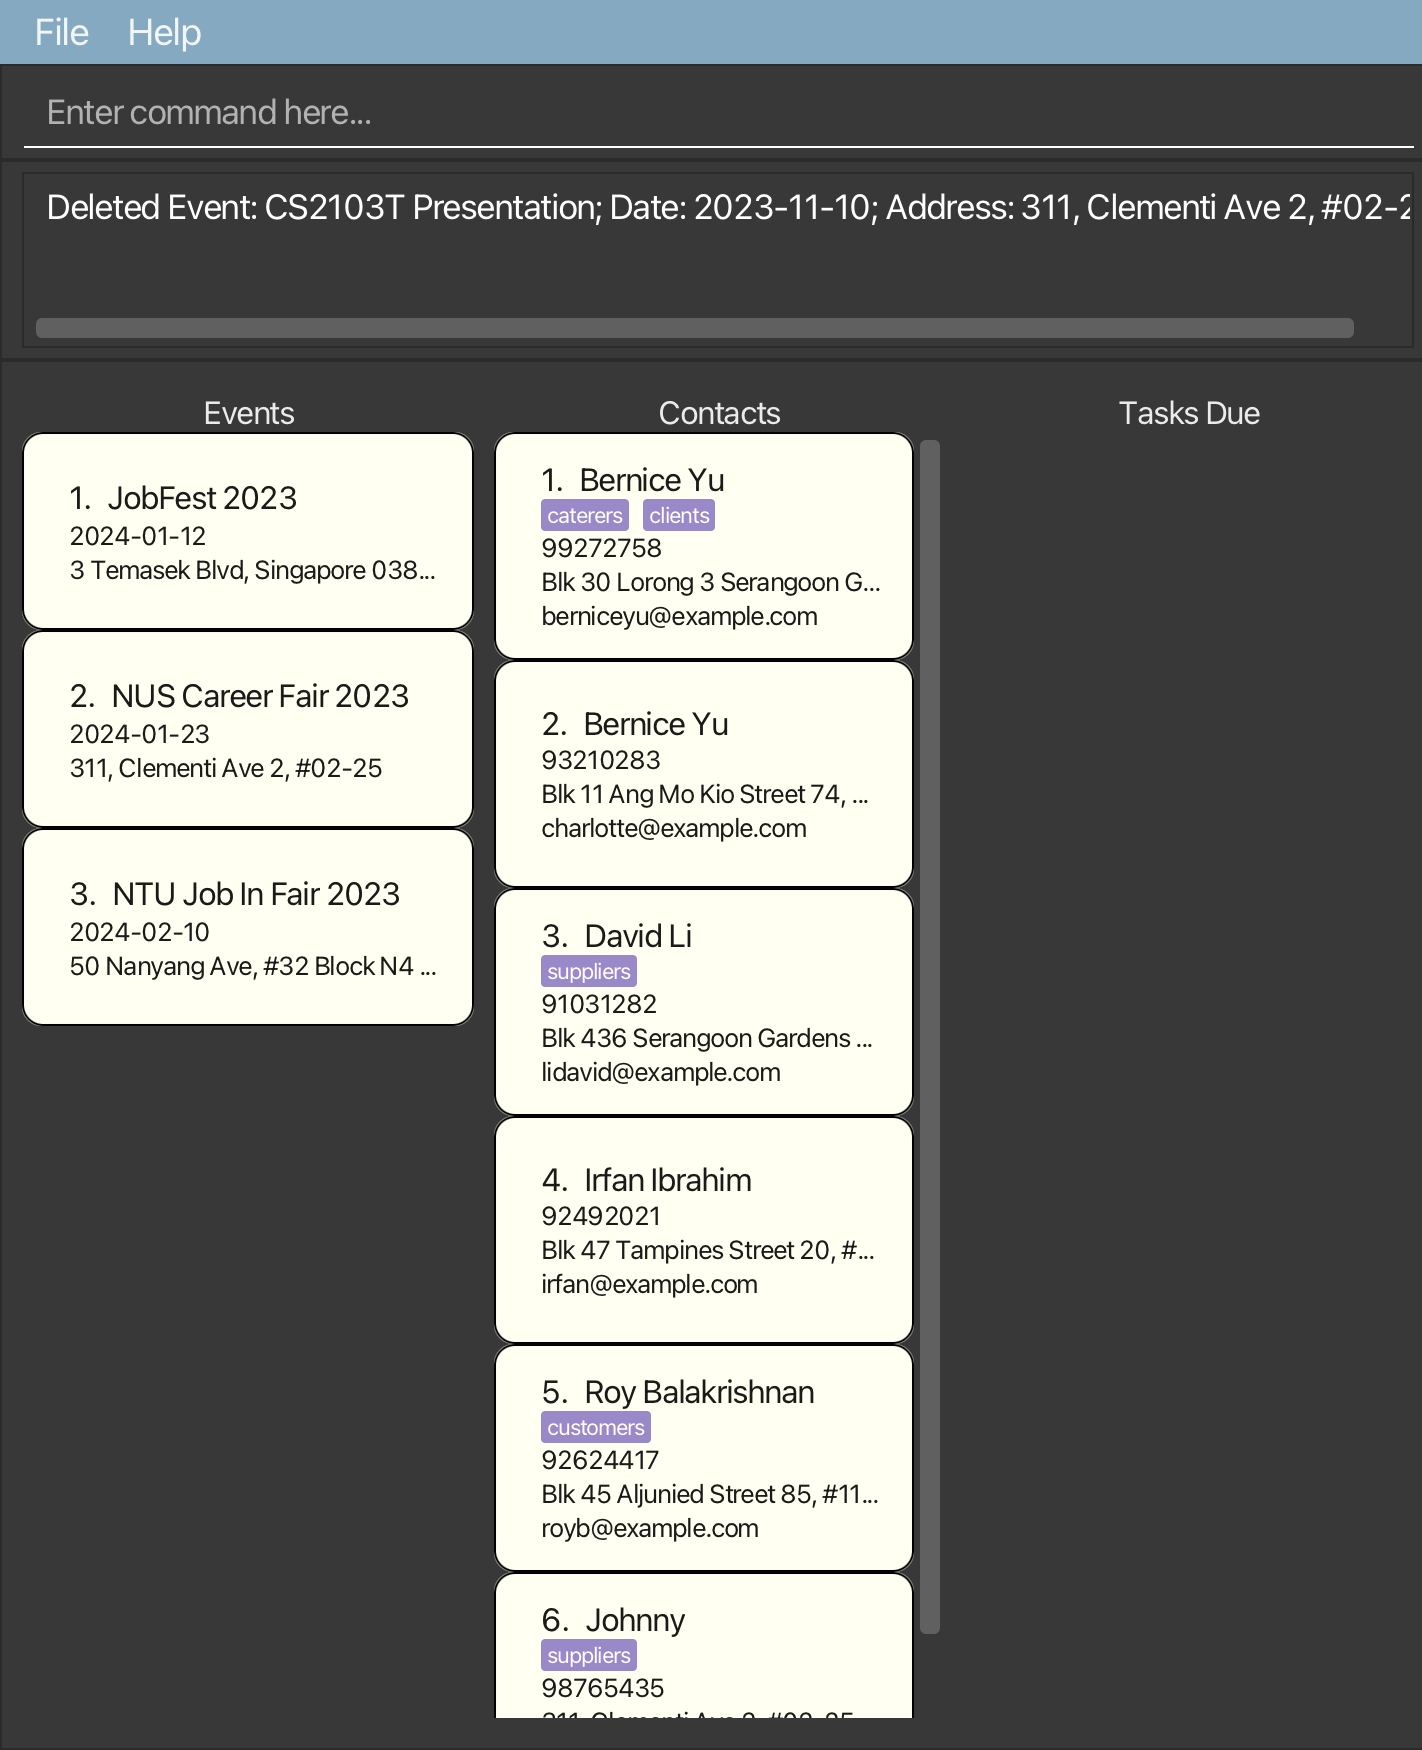 File Help
Enter command here...
Deleted Event: CS2103T Presentation; Date: 2023-11-10; Address: 311, Clementi Ave 2, #02-2
Events
1. JobFest 2023
2024-01-12
3 Temasek Blvd, Singapore 038...
2. NUS Career Fair 2023
2024-01-23
311, Clementi Ave 2, #02-25
3. NTU Job In Fair 2023
2024-02-10
50 Nanyang Ave, #32 Block N4 ...
Contacts
1. Bernice Yu
caterers clients
99272758
Blk 30 Lorong 3 Serangoon G...
berniceyu@example.com
2. Bernice Yu
93210283
Blk 11 Ang Mo Kio Street 74, ...
charlotte@example.com
3. David Li
suppliers
91031282
Blk 436 Serangoon Gardens ...
lidavid@example.com
4. Irfan Ibrahim
92492021
Blk 47 Tampines Street 20, #...
irfan@example.com
5. Roy Balakrishnan
customers
92624417
Blk 45 Aljunied Street 85, #11...
royb@example.com
6. Johnny
suppliers
98765435
311, Clementi Ave 2, #02-25
Tasks Due